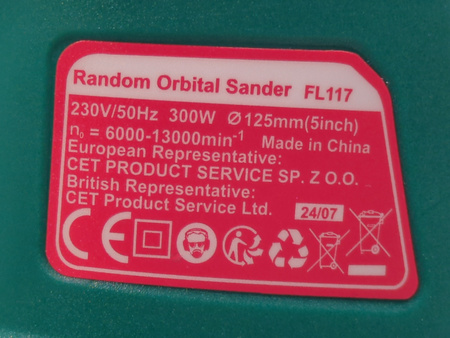 Random Orbital Sander FL117
230V/50Hz 300W Ø125mm(5inch)
n₀ = 6000-13000min⁻¹ Made in China
European Representative:
CET PRODUCT SERVICE SP. Z O.O.
British Representative:
CET Product Service Ltd.
24/07
CE